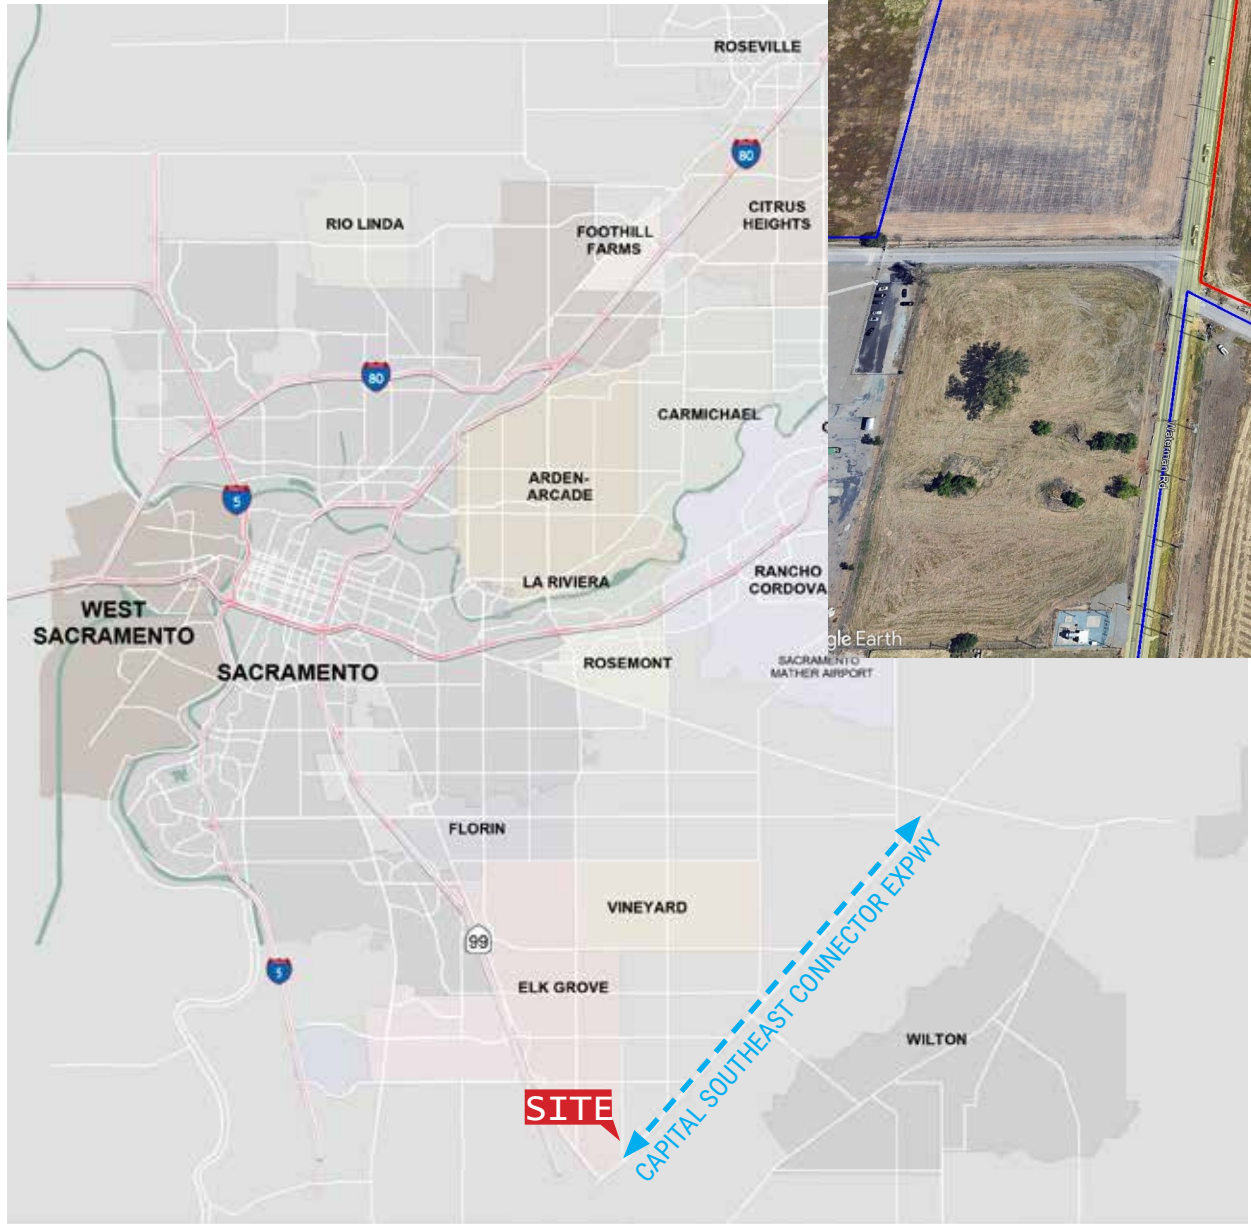 ROSEVILLE
80
CITRUS
HEIGHTS
RIO LINDA
FOOTHILL
FARMS
80
CARMICHAEL
ARDEN-
ARCADE
5
Waterman Rd
RANCHO
CORDOVA
LA RIVIERA
WEST
SACRAMENTO
gle Earth
ROSEMONT
SACRAMENTO
MATHER AIRPORT
SACRAMENTO
FLORIN
VINEYARD
99
5
ELK GROVE
CAPITAL SOUTHEAST CONNECTOR EXPWY
WILTON
SITE